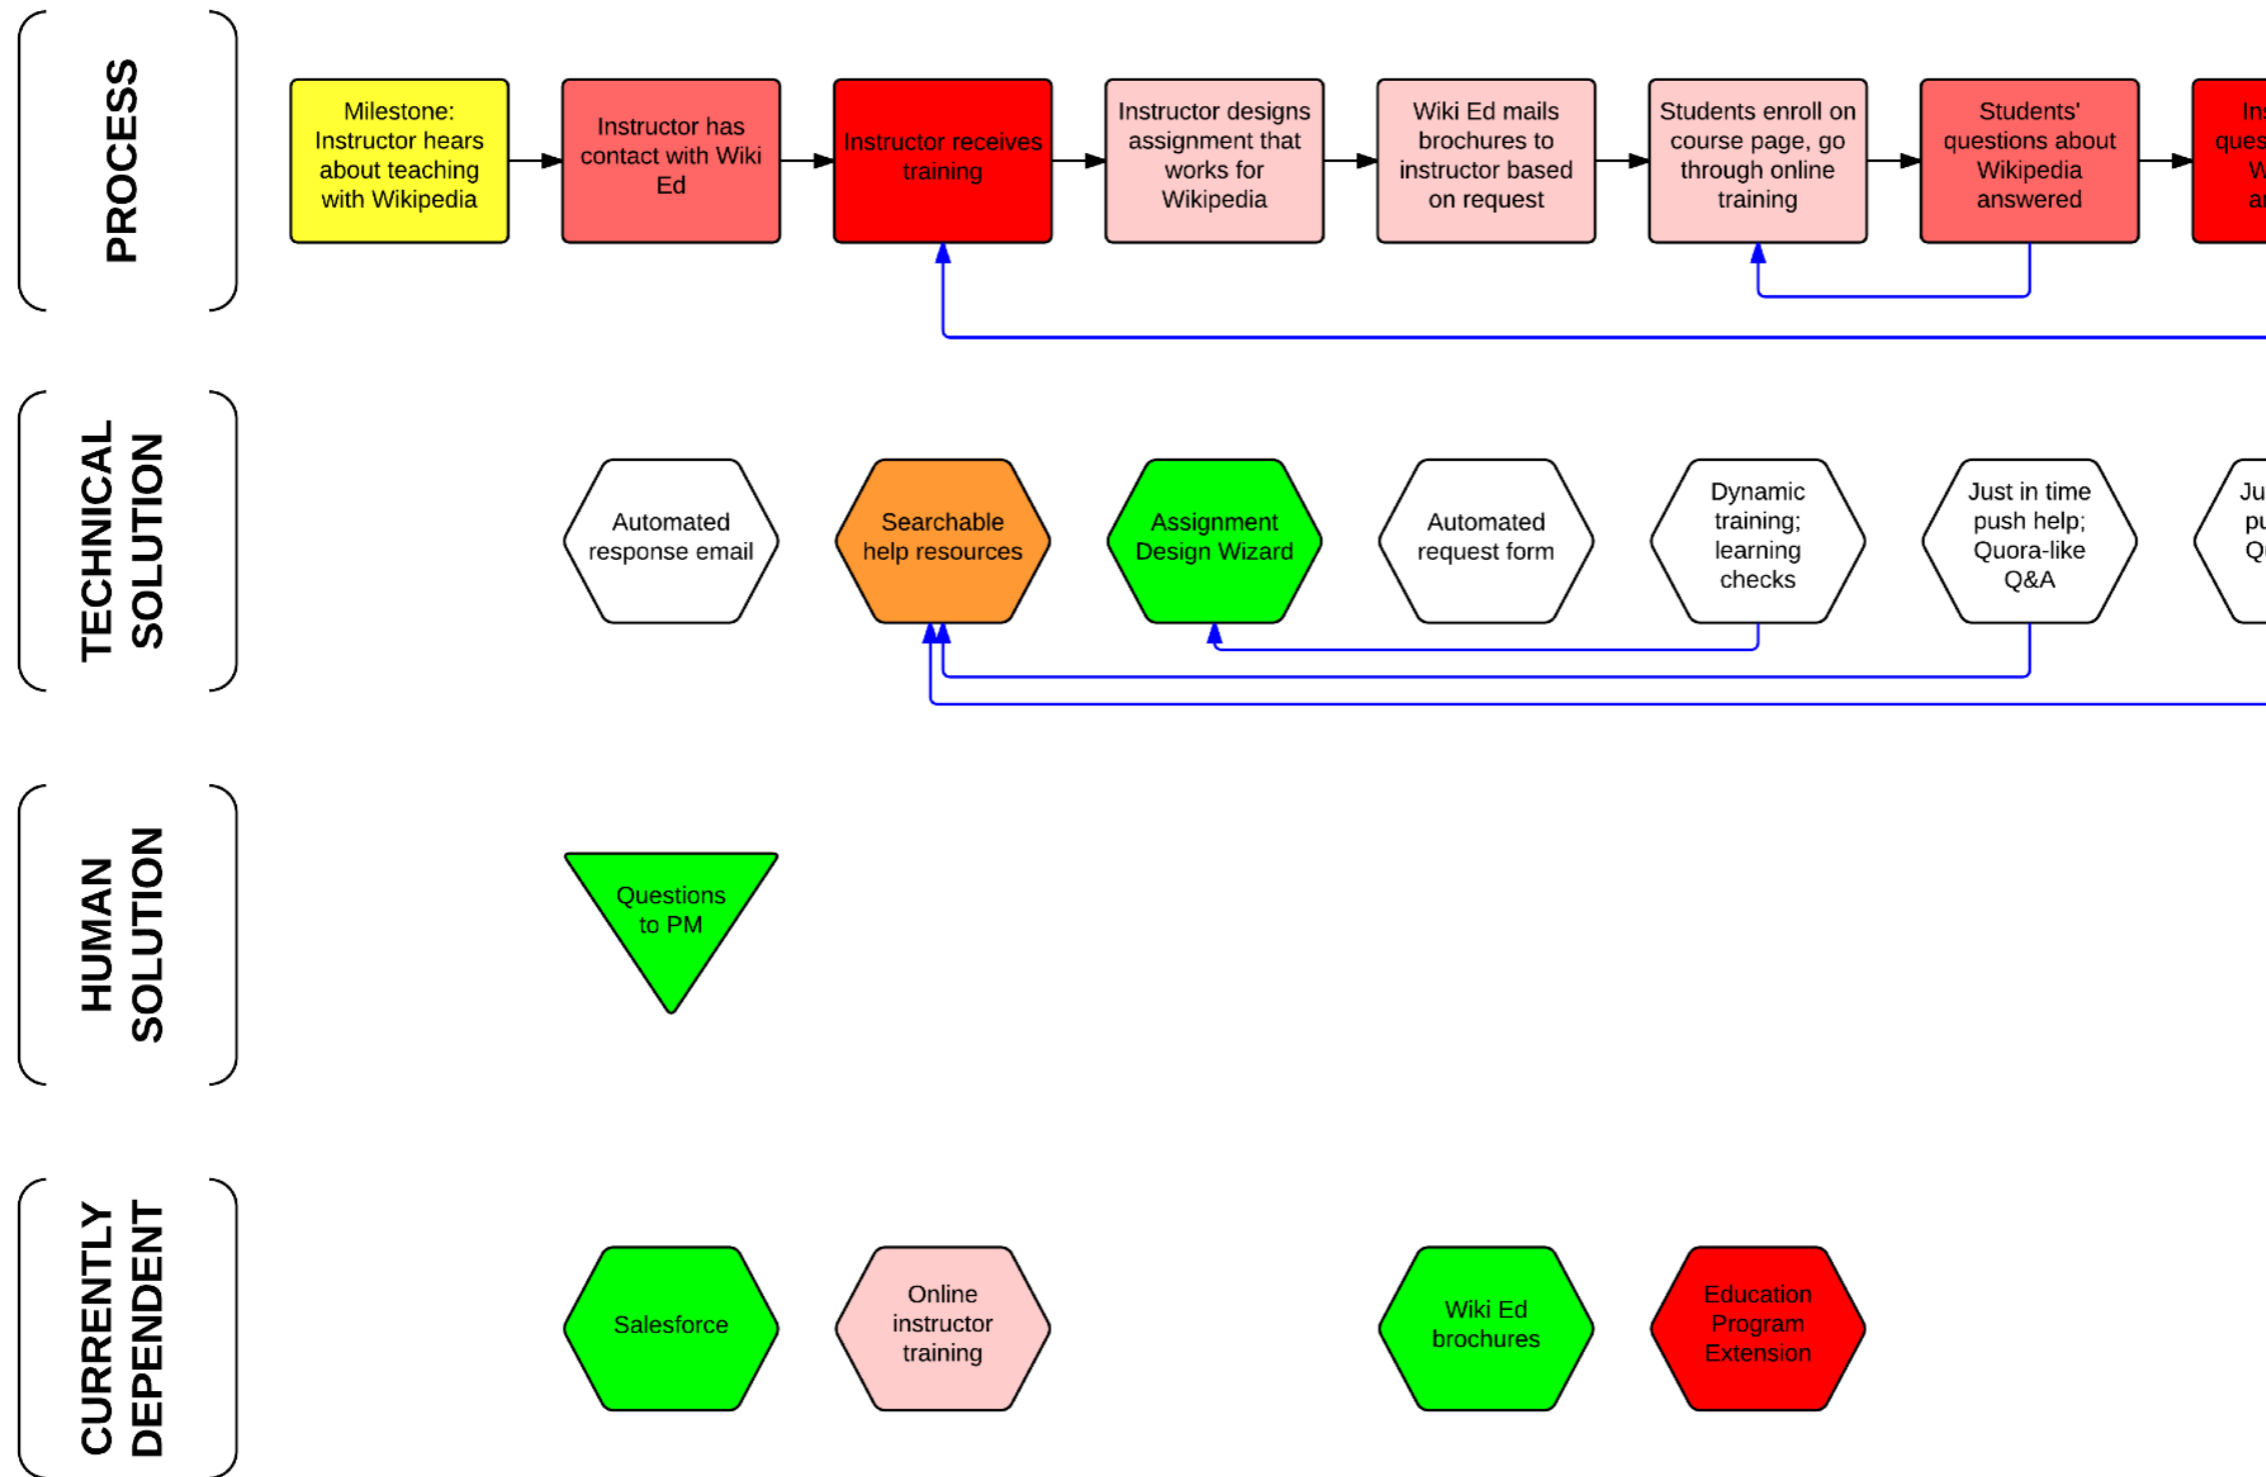 PROCESS
Milestone:
Instructor hears
about teaching
with Wikipedia
Instructor has
contact with Wiki
Ed
Instructor receives
training
Instructor designs
assignment that
works for
Wikipedia
Wiki Ed mails
brochures to
instructor based
on request
Students enroll on
course page, go
through online
training
Students'
questions about
Wikipedia
answered
TECHNICAL
SOLUTION
Automated
response email
Searchable
help resources
Assignment
Design Wizard
Automated
request form
Dynamic
training;
learning
checks
Just in time
push help;
Quora-like
Q&A
HUMAN
SOLUTION
Questions
to PM
CURRENTLY
DEPENDENT
Salesforce
Online
instructor
training
Wiki Ed
brochures
Education
Program
Extension